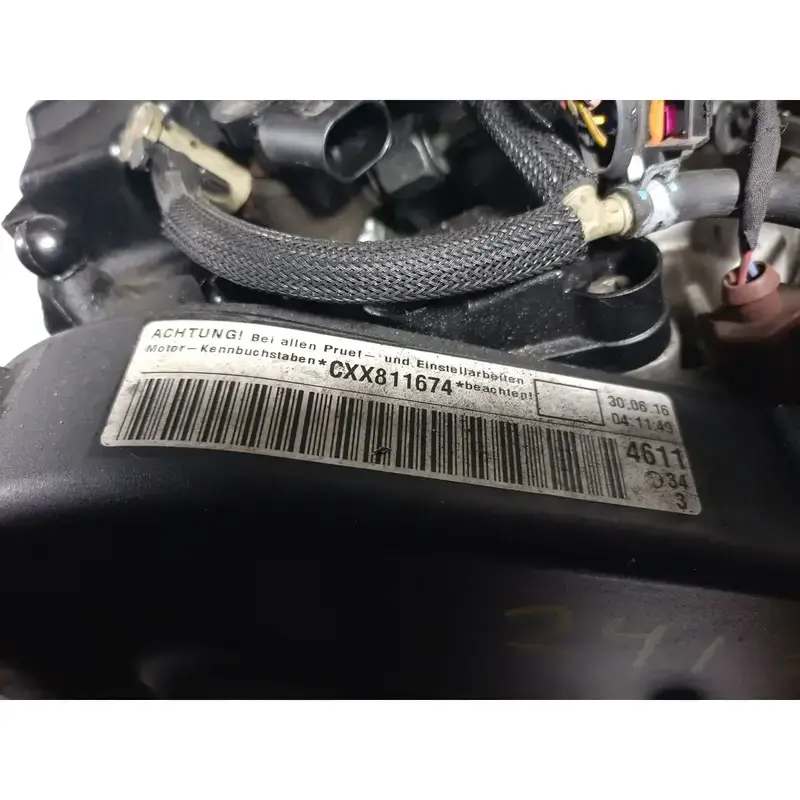 ACHTUNG! Bei allen Pruef- und Einstellarbeiten
Motor-Kennbuchstaben*CXX811674*beachten!
30.06.16
04:11:49
4611
34
3